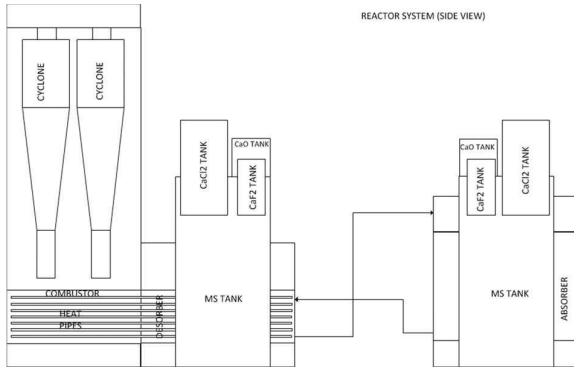 REACTOR SYSTEM (SIDE VIEW)
CYCLONE
CYCLONE
CaCl2 TANK
CaO TANK
CaF2 TANK
CaO TANK
CaF2 TANK
CaCl2 TANK
COMBUSTOR
HEAT
PIPES
DESORBER
MS TANK
MS TANK
ABSORBER